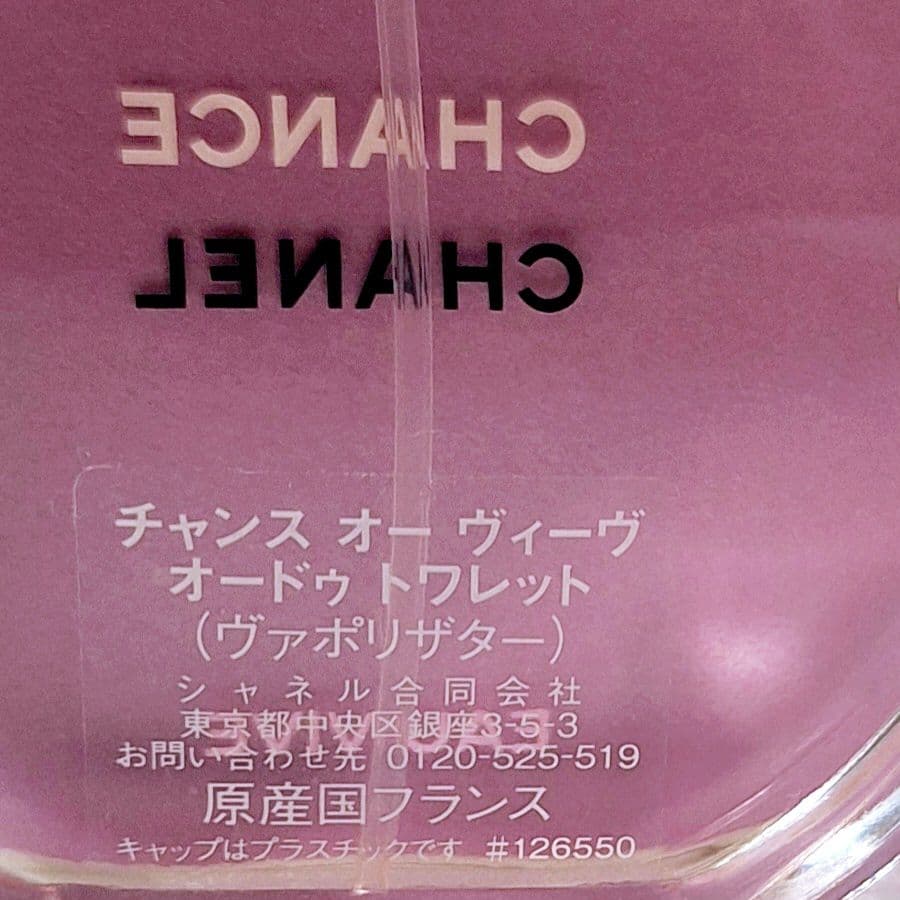 CHANCE
CHANEL
チャンス オー ヴィーヴ
オードゥ トワレット
(ヴァポリザター)
シャネル合同会社
東京都中央区銀座3-5-3
お問い合わせ先 0120-525-519
原産国フランス
キャップはプラスチックです #126550